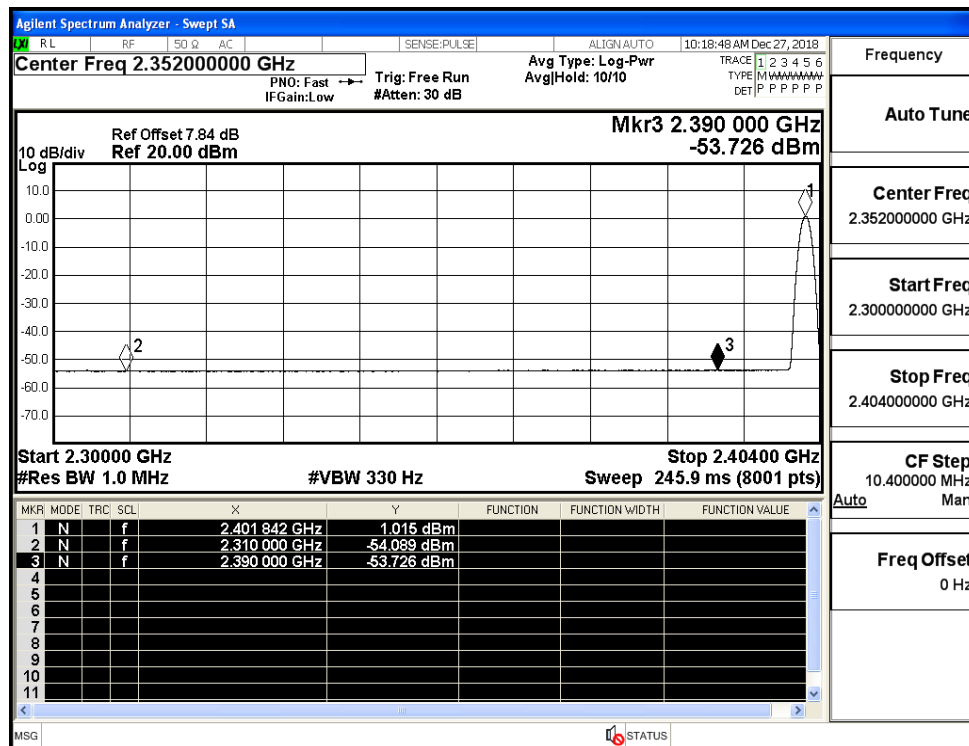 Agilent Spectrum Analyzer - Swept SA
LXI RL RF 50 Ω AC SENSE:PULSE ALIGN AUTO 10:18:48 AM Dec 27, 2018
Center Freq 2.352000000 GHz
PNO: Fast
IFGain:Low
Trig: Free Run
#Atten: 30 dB
Avg Type: Log-Pwr
Avg|Hold: 10/10
TRACE 1 2 3 4 5 6
TYPE M W W W W W
DET P P P P P P
Frequency
Auto Tune
Center Freq
2.352000000 GHz
Start Freq
2.300000000 GHz
Stop Freq
2.404000000 GHz
CF Step
10.400000 MHz
Auto Man
Freq Offset
0 Hz
Ref Offset 7.84 dB
10 dB/div Ref 20.00 dBm
Log
Mkr3 2.390 000 GHz
-53.726 dBm
10.0
0.00
-10.0
-20.0
-30.0
-40.0
-50.0
-60.0
-70.0
1
2
3
Start 2.30000 GHz Stop 2.40400 GHz
#Res BW 1.0 MHz #VBW 330 Hz Sweep 245.9 ms (8001 pts)
MKR MODE TRC SCL X Y FUNCTION FUNCTION WIDTH FUNCTION VALUE
1 N f 2.401 842 GHz 1.015 dBm
2 N f 2.310 000 GHz -54.089 dBm
3 N f 2.390 000 GHz -53.726 dBm
4
5
6
7
8
9
10
11
MSG STATUS